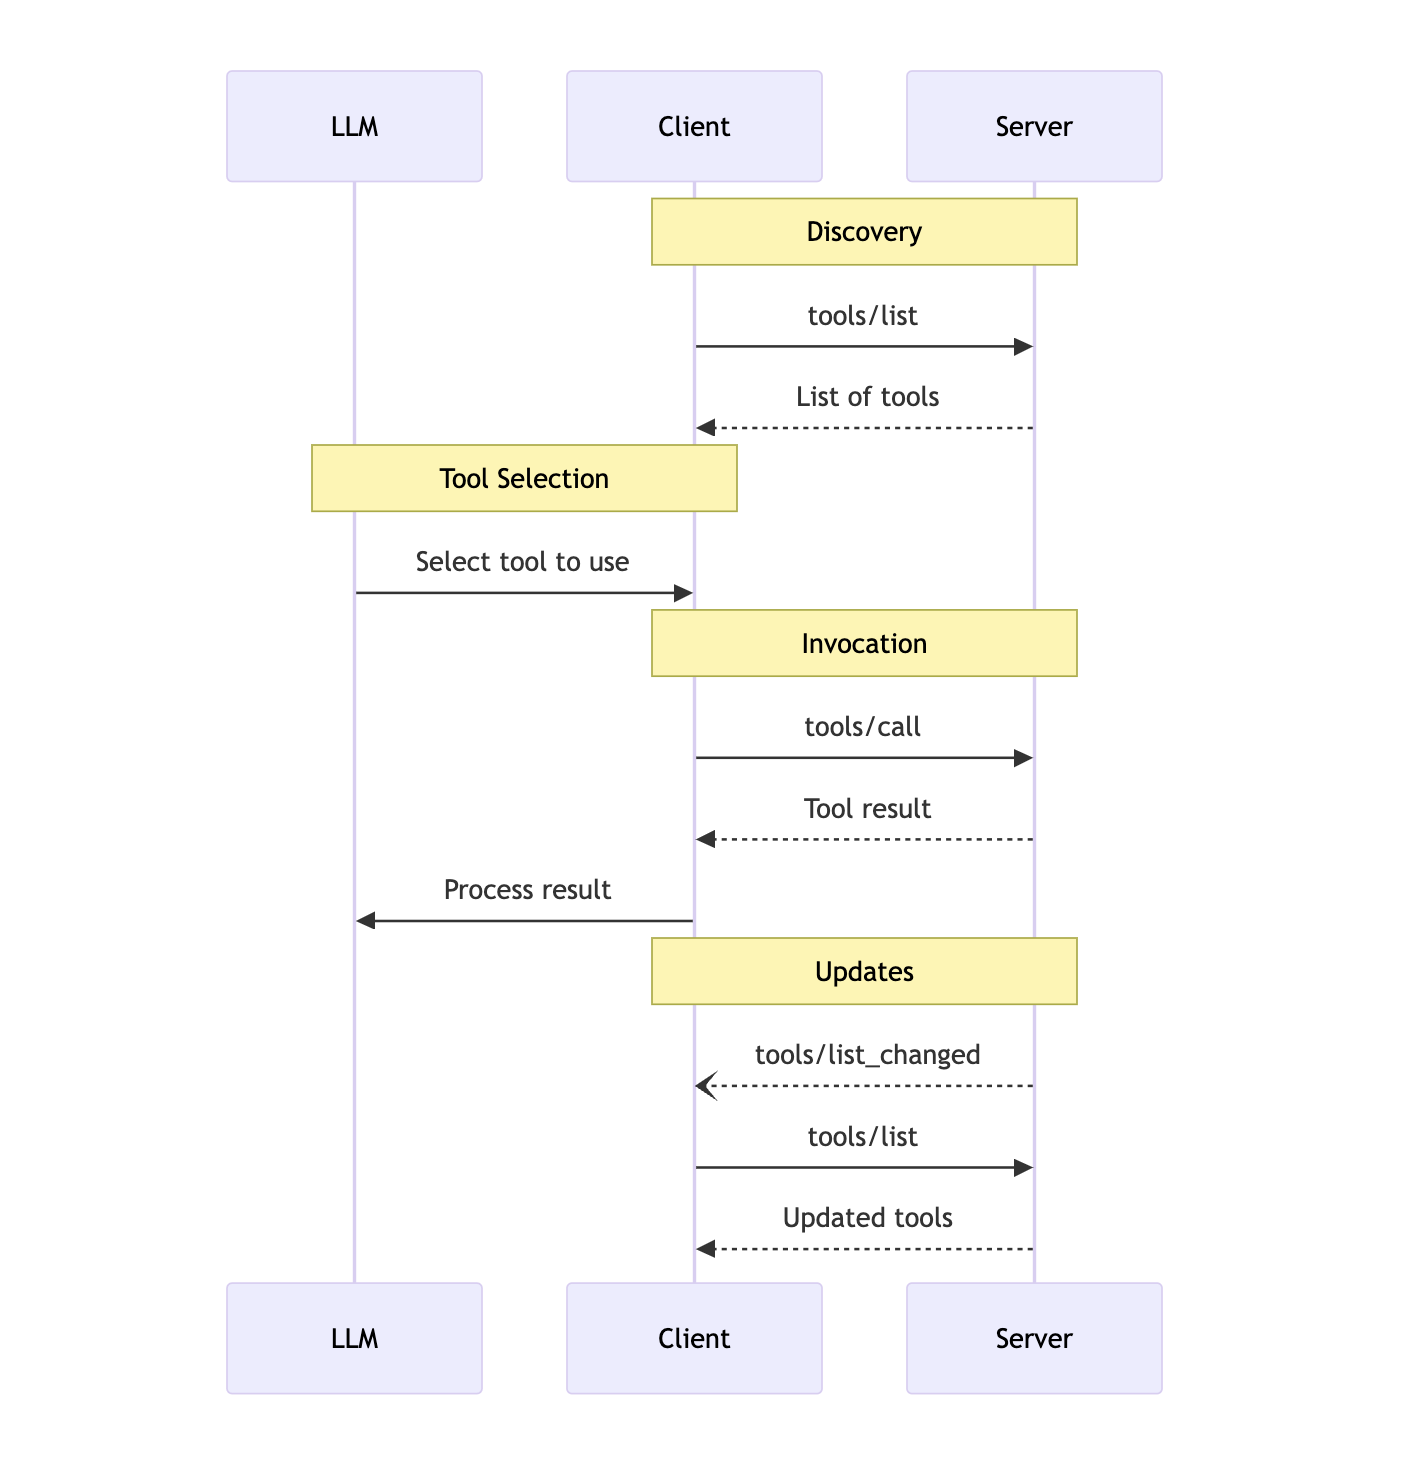 LLM
Client
Server
Discovery
tools/list
List of tools
Tool Selection
Select tool to use
Invocation
tools/call
Tool result
Process result
Updates
tools/list_changed
tools/list
Updated tools
LLM
Client
Server